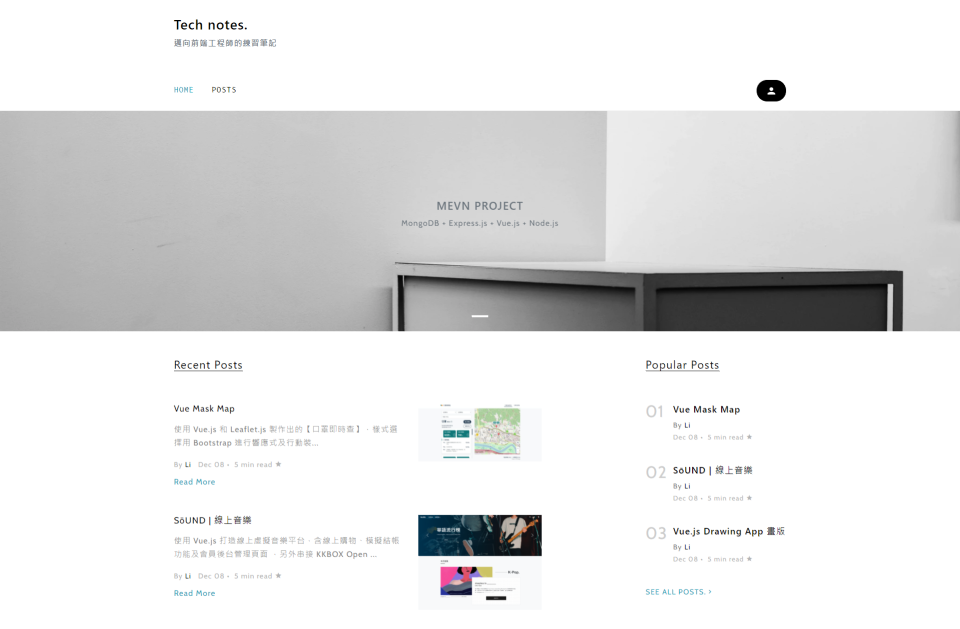 Tech notes.
邁向前端工程師的練習筆記
HOME POSTS
MEVN PROJECT
MongoDB + Express.js + Vue.js + Node.js
Recent Posts
Vue Mask Map
使用 Vue.js 和 Leaflet.js 製作出的【口罩即時查】，樣式選
擇用 Bootstrap 進行響應式及行動裝...
By Li Dec 08 • 5 min read ★
Read More
SöUND | 線上音樂
使用 Vue.js 打造線上虛擬音樂平台，含線上購物、模擬結帳
功能及會員後台管理頁面 ，另外串接 KKBOX Open ...
By Li Dec 08 • 5 min read ★
Read More
Popular Posts
01 Vue Mask Map
By Li
Dec 08 • 5 min read ★
02 SöUND | 線上音樂
By Li
Dec 08 • 5 min read ★
03 Vue.js Drawing App 畫版
By Li
Dec 08 • 5 min read ★
SEE ALL POSTS. ›